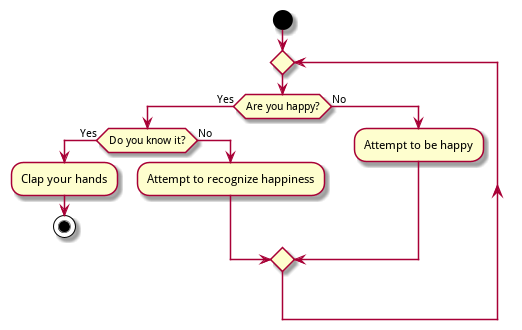 Are you happy?
Yes
No
Do you know it?
Yes
No
Attempt to be happy
Clap your hands
Attempt to recognize happiness